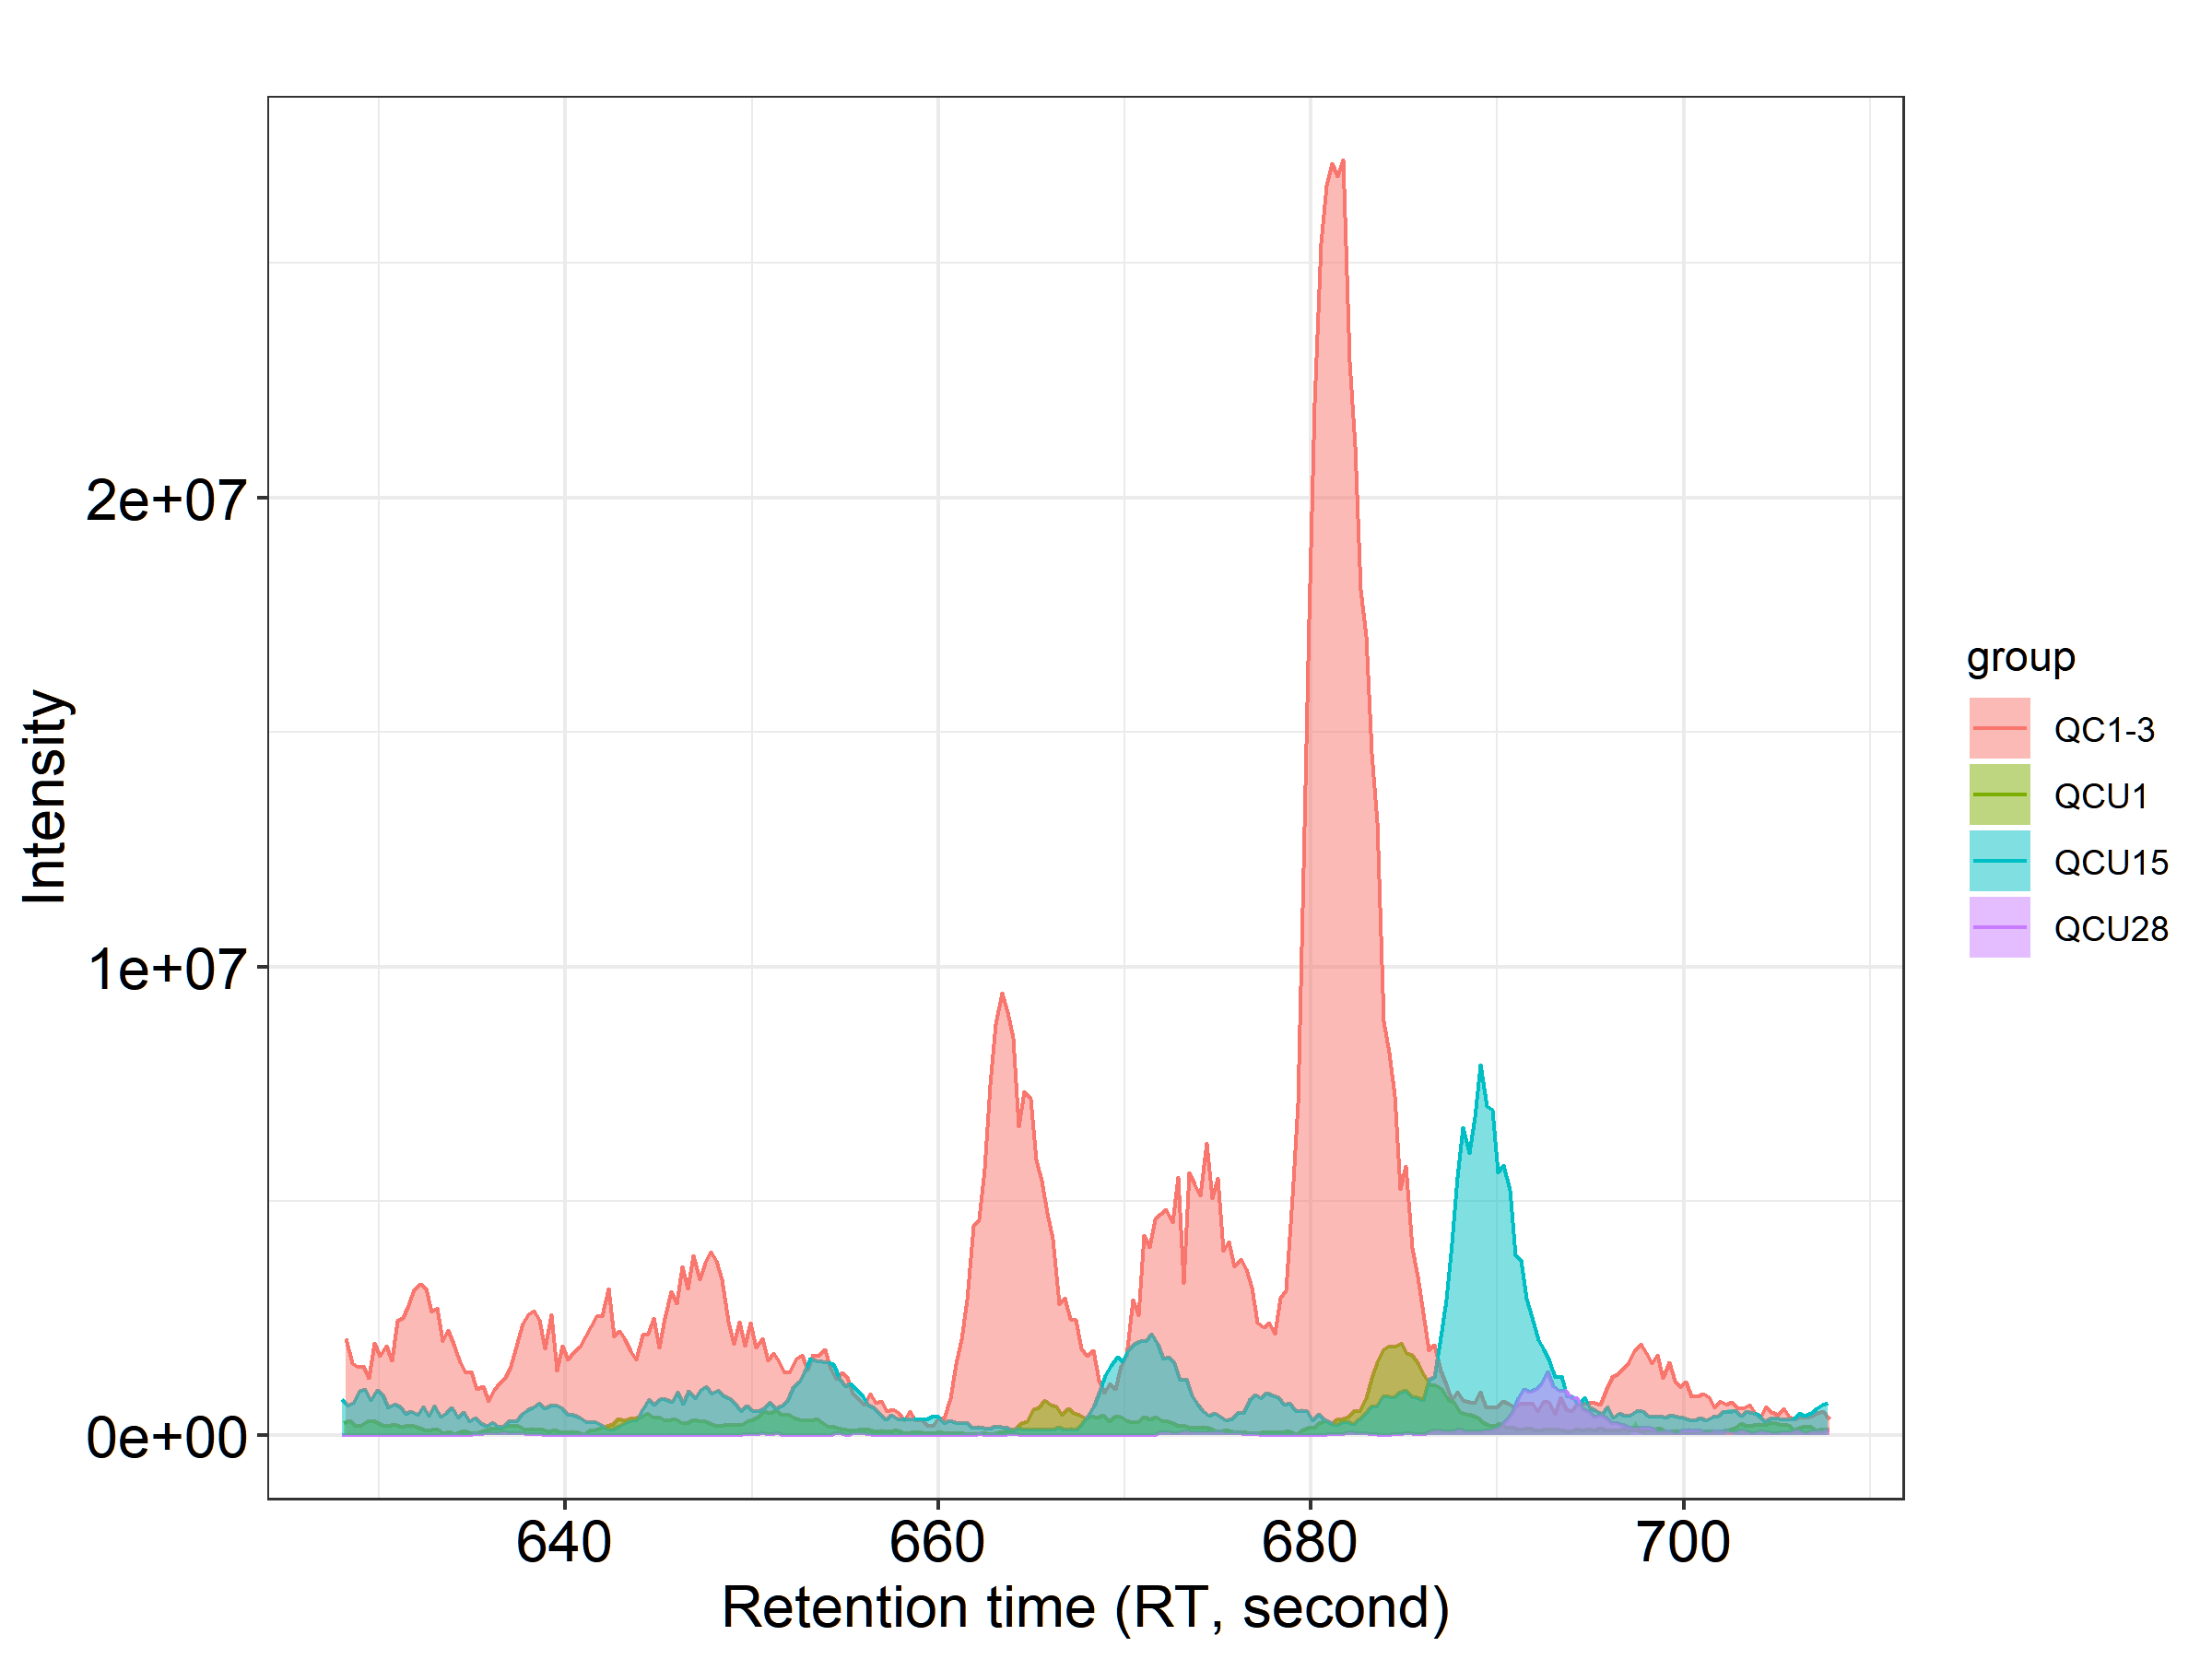 2e+07
1e+07
0e+00
Intensity
640 660 680 700
Retention time (RT, second)
group
QC1-3
QCU1
QCU15
QCU28